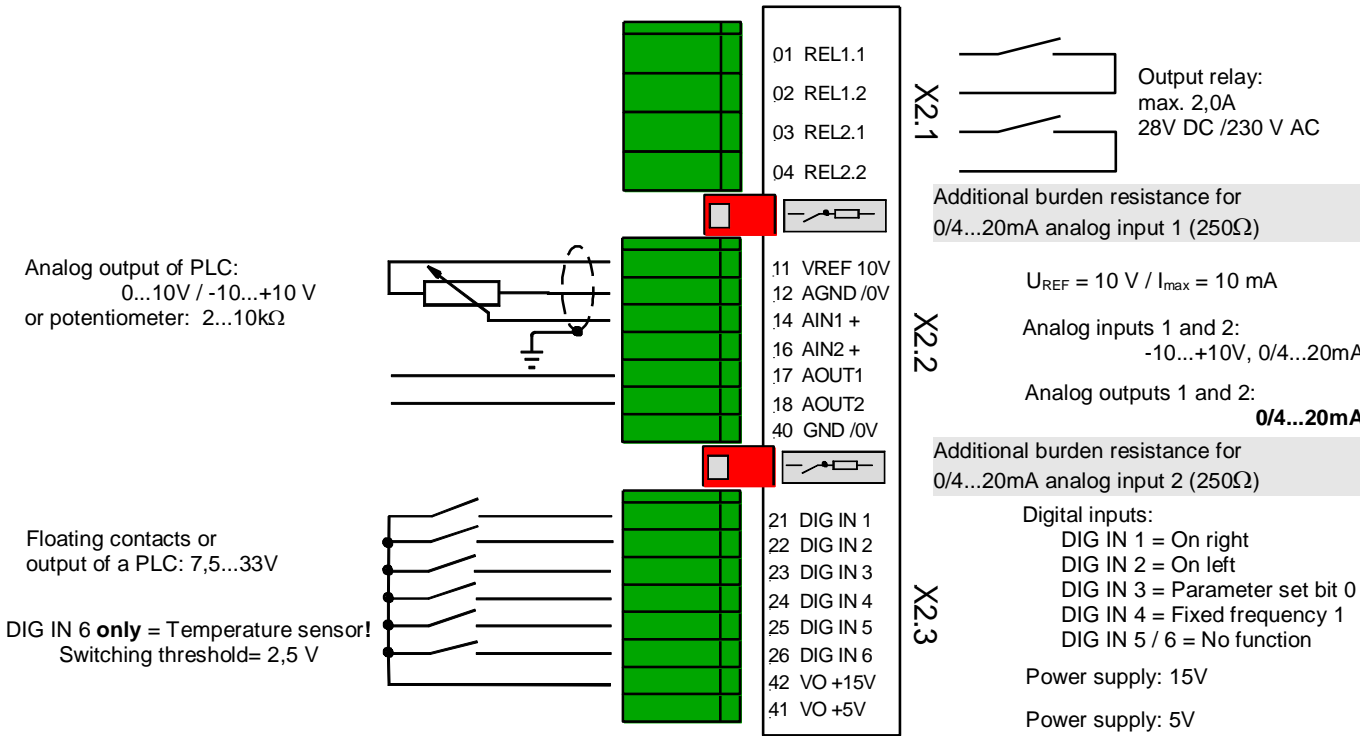 01 REL1.1
02 REL1.2
03 REL2.1
04 REL2.2
X2.1
Output relay:
max. 2,0A
28V DC /230 V AC
Additional burden resistance for
0/4...20mA analog input 1 (250Ω)
Analog output of PLC:
0...10V / -10...+10 V
or potentiometer: 2...10kΩ
11 VREF 10V
12 AGND /0V
14 AIN1 +
16 AIN2 +
17 AOUT1
18 AOUT2
40 GND /0V
X2.2
UREF = 10 V / Imax = 10 mA
Analog inputs 1 and 2:
-10...+10V, 0/4...20mA
Analog outputs 1 and 2:
0/4...20mA
Additional burden resistance for
0/4...20mA analog input 2 (250Ω)
Floating contacts or
output of a PLC: 7,5...33V
DIG IN 6 only = Temperature sensor!
Switching threshold= 2,5 V
21 DIG IN 1
22 DIG IN 2
23 DIG IN 3
24 DIG IN 4
25 DIG IN 5
26 DIG IN 6
42 VO +15V
41 VO +5V
X2.3
Digital inputs:
DIG IN 1 = On right
DIG IN 2 = On left
DIG IN 3 = Parameter set bit 0
DIG IN 4 = Fixed frequency 1
DIG IN 5 / 6 = No function
Power supply: 15V
Power supply: 5V